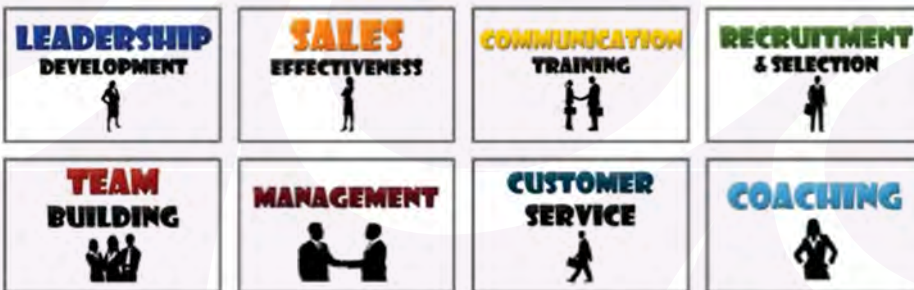 LEADERSHIP
DEVELOPMENT
SALES
EFFECTIVENESS
COMMUNICATION
TRAINING
RECRUITMENT
& SELECTION
TEAM
BUILDING
MANAGEMENT
CUSTOMER
SERVICE
COACHING